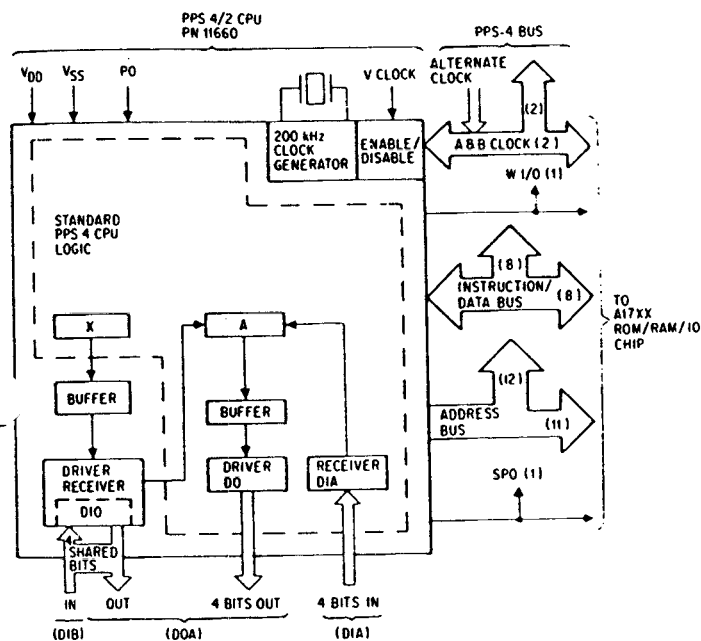 PPS 4/2 CPU
PN 11660
PPS-4 BUS
VDD
VSS
PO
V CLOCK
ALTERNATE
CLOCK
(2)
200 kHz
CLOCK
GENERATOR
ENABLE/
DISABLE
A & B CLOCK (2)
W I/O (1)
STANDARD
PPS 4 CPU
LOGIC
(8)
INSTRUCTION/
DATA BUS
(8)
TO
A17XX
ROM/RAM/IO
CHIP
X
A
BUFFER
BUFFER
(12)
ADDRESS
BUS
(11)
DRIVER
RECEIVER
DIO
DRIVER
DO
RECEIVER
DIA
SPO (1)
4
SHARED
BITS
IN
OUT
4 BITS OUT
4 BITS IN
(DIB)
(DOA)
(DIA)